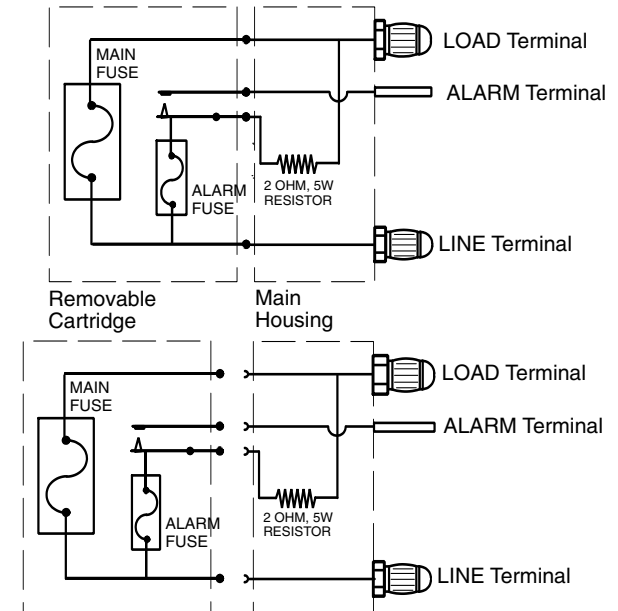 LOAD Terminal
MAIN
FUSE
ALARM Terminal
ALARM
FUSE
2 OHM, 5W
RESISTOR
LINE Terminal
Removable
Cartridge
Main
Housing
LOAD Terminal
MAIN
FUSE
ALARM Terminal
ALARM
FUSE
2 OHM, 5W
RESISTOR
LINE Terminal